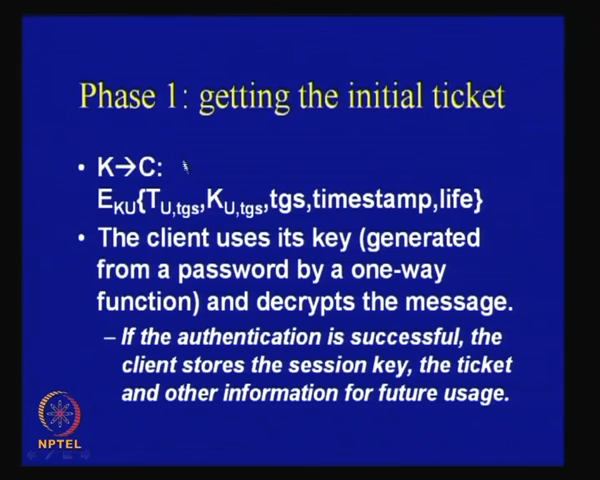 Phase 1: getting the initial ticket
• K→C:
E_KU{T_U,tgs,K_U,tgs,tgs,timestamp,life}
• The client uses its key (generated
from a password by a one-way
function) and decrypts the message.
– If the authentication is successful, the
client stores the session key, the ticket
and other information for future usage.
NPTEL